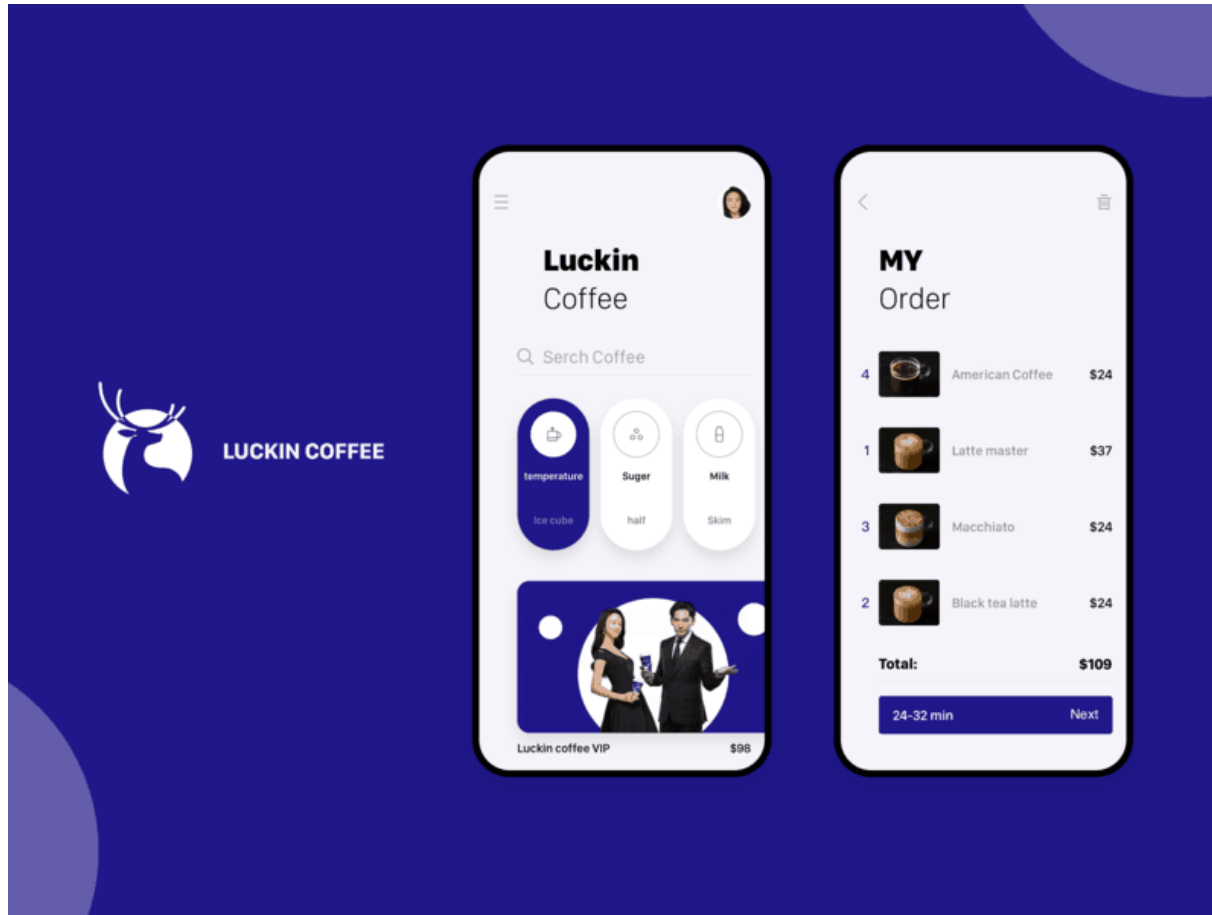 LUCKIN COFFEE
Luckin
Coffee
Serch Coffee
temperature
Ice cube
Suger
half
Milk
Skim
Luckin coffee VIP $98
MY
Order
4 American Coffee $24
1 Latte master $37
3 Macchiato $24
2 Black tea latte $24
Total: $109
24-32 min Next